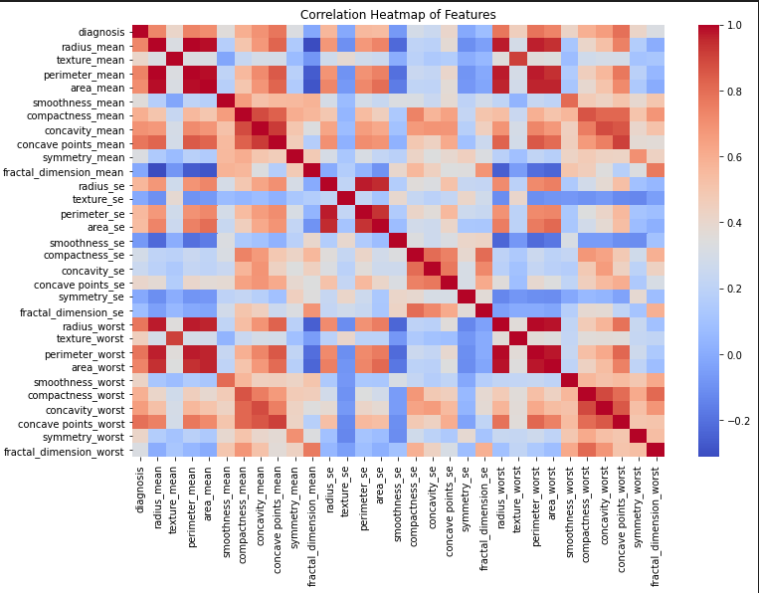 Correlation Heatmap of Features
diagnosis
radius_mean
texture_mean
perimeter_mean
area_mean
smoothness_mean
compactness_mean
concavity_mean
concave points_mean
symmetry_mean
fractal_dimension_mean
radius_se
texture_se
perimeter_se
area_se
smoothness_se
compactness_se
concavity_se
concave points_se
symmetry_se
fractal_dimension_se
radius_worst
texture_worst
perimeter_worst
area_worst
smoothness_worst
compactness_worst
concavity_worst
concave points_worst
symmetry_worst
fractal_dimension_worst
diagnosis
radius_mean
texture_mean
perimeter_mean
area_mean
smoothness_mean
compactness_mean
concavity_mean
concave points_mean
symmetry_mean
fractal_dimension_mean
radius_se
texture_se
perimeter_se
area_se
smoothness_se
compactness_se
concavity_se
concave points_se
symmetry_se
fractal_dimension_se
radius_worst
texture_worst
perimeter_worst
area_worst
smoothness_worst
compactness_worst
concavity_worst
concave points_worst
symmetry_worst
fractal_dimension_worst
1.0
0.8
0.6
0.4
0.2
0.0
−0.2